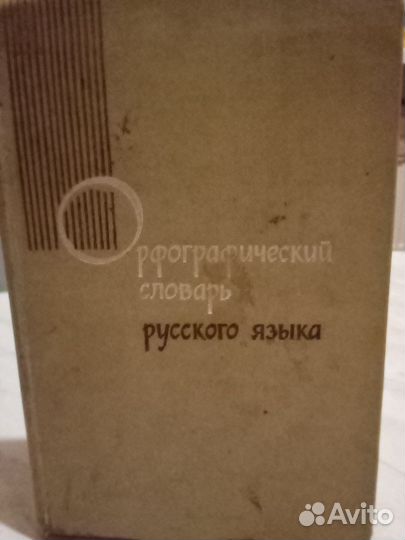 Орфографический
словарь
русского языка
Avito